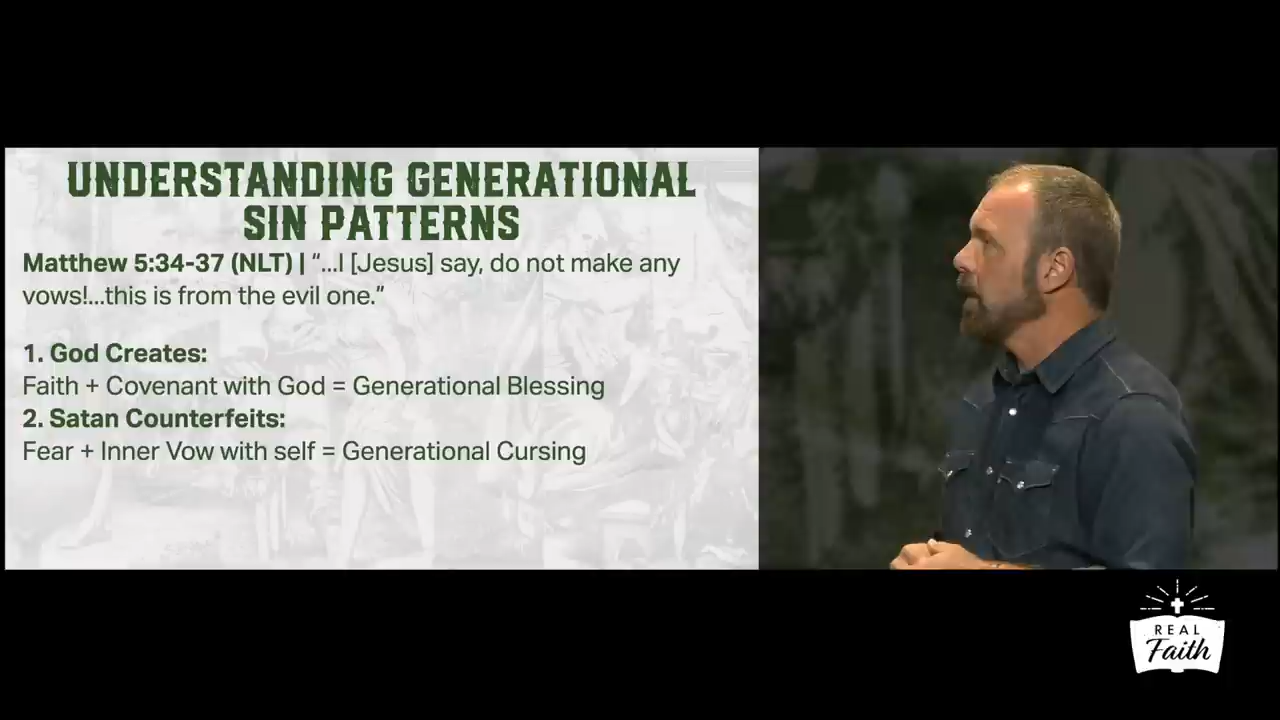 UNDERSTANDING GENERATIONAL
SIN PATTERNS
Matthew 5:34-37 (NLT) | “...I [Jesus] say, do not make any
vows!...this is from the evil one.”
1. God Creates:
Faith + Covenant with God = Generational Blessing
2. Satan Counterfeits:
Fear + Inner Vow with self = Generational Cursing
REAL
Faith